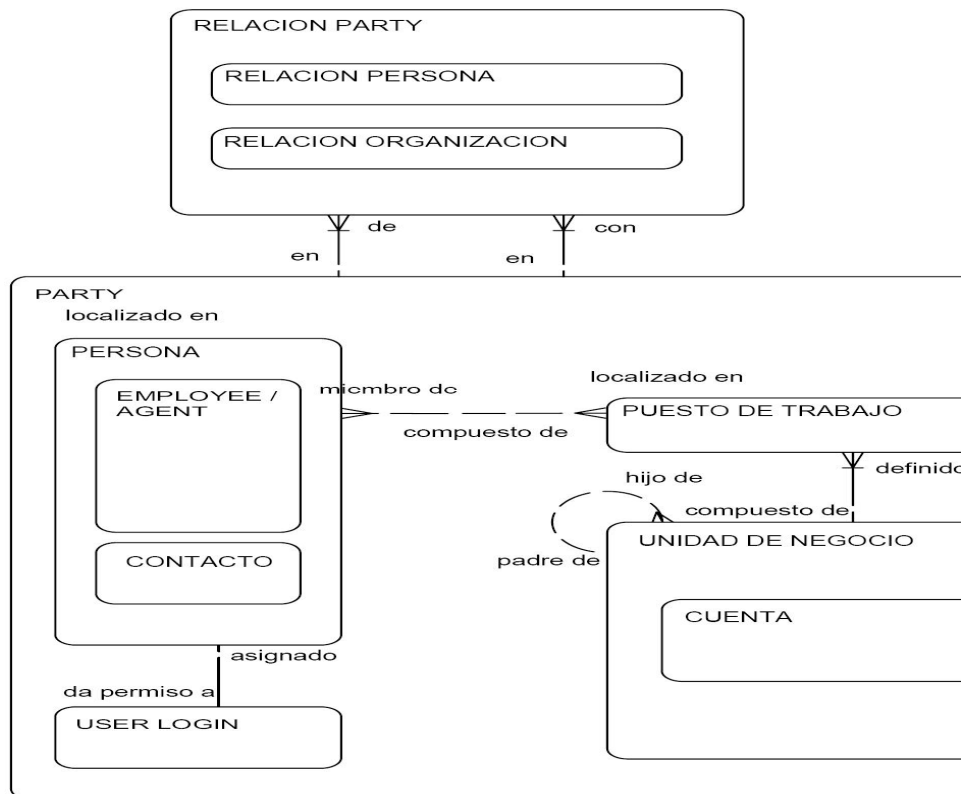 RELACION PARTY
RELACION PERSONA
RELACION ORGANIZACION
de
con
en
en
PARTY
localizado en
PERSONA
EMPLOYEE /
AGENT
miembro de
localizado en
PUESTO DE TRABAJO
compuesto de
definido
hijo de
compuesto de
UNIDAD DE NEGOCIO
padre de
CONTACTO
CUENTA
asignado
da permiso a
USER LOGIN